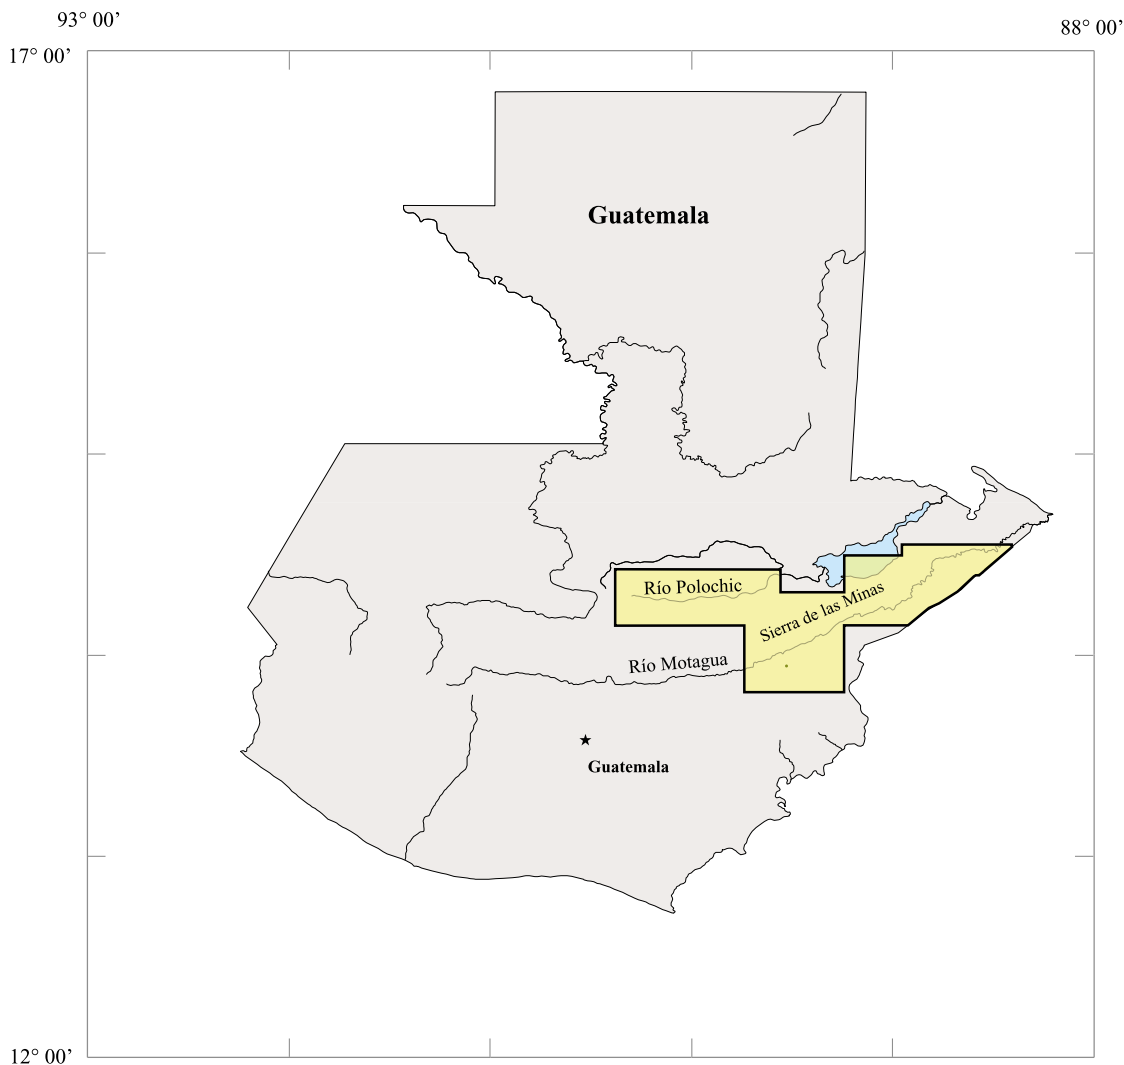 93° 00’
88° 00’
17° 00’
Guatemala
Río Polochic
Sierra de las Minas
Río Motagua
Guatemala
12° 00’